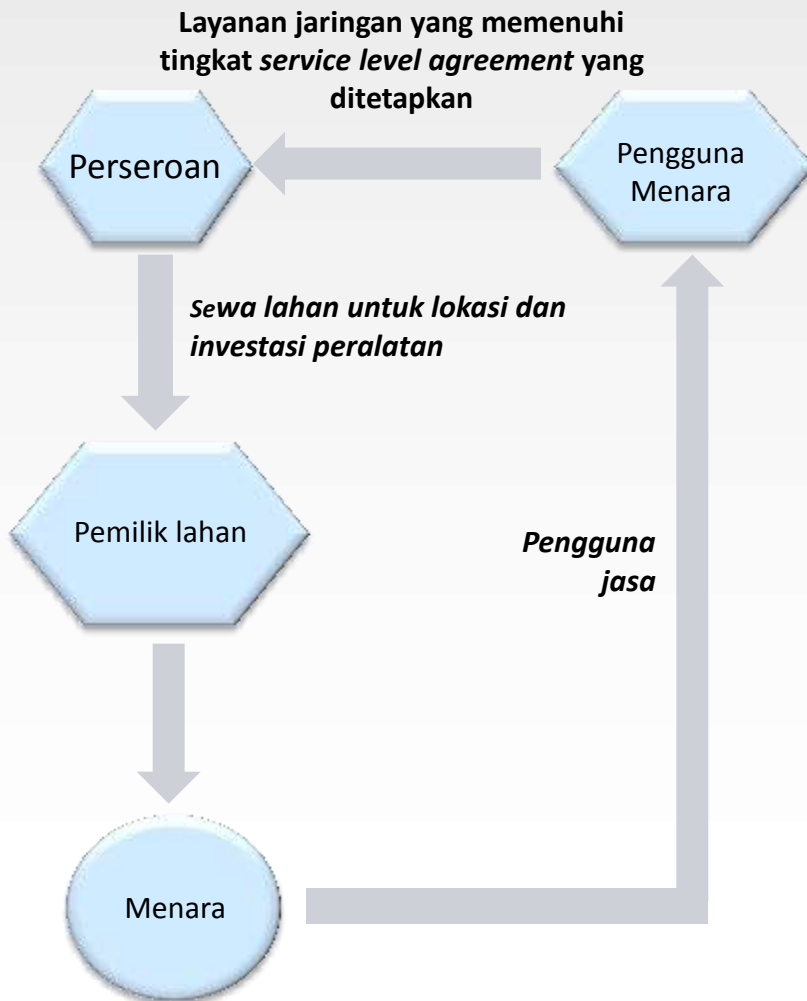 Layanan jaringan yang memenuhi
tingkat service level agreement yang
ditetapkan
Perseroan
Pengguna
Menara
Sewa lahan untuk lokasi dan
investasi peralatan
Pemilik lahan
Pengguna
jasa
Menara